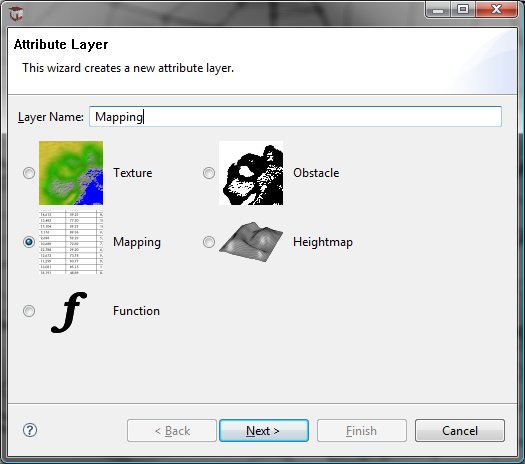 Attribute Layer
This wizard creates a new attribute layer.
Layer Name: Mapping
Texture
Obstacle
Mapping
Heightmap
f
Function
?
< Back
Next >
Finish
Cancel